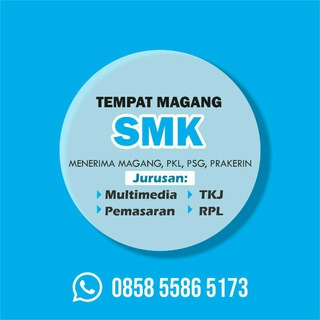 TEMPAT MAGANG
SMK
MENERIMA MAGANG, PKL, PSG, PRAKERIN
Jurusan:
Multimedia
TKJ
Pemasaran
RPL
0858 5586 5173